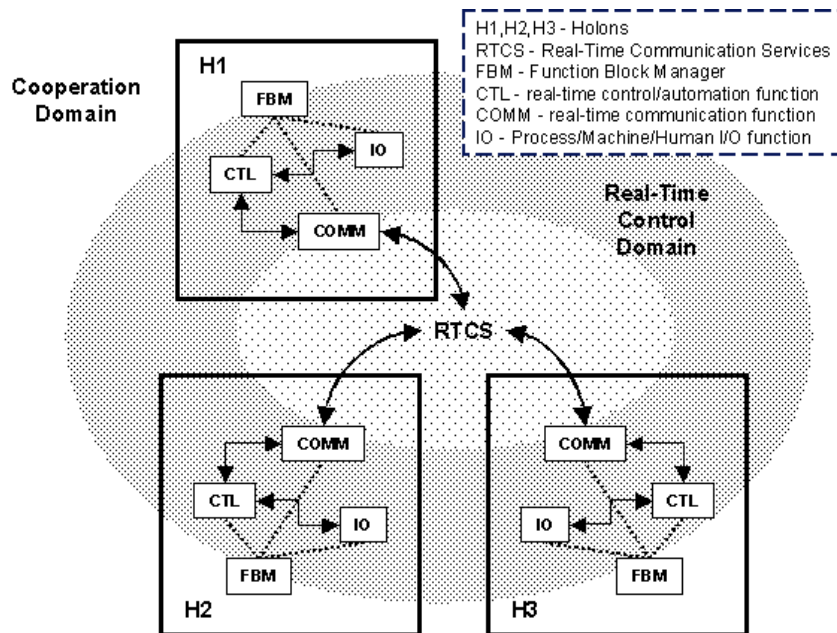 H1,H2,H3 - Holons
RTCS - Real-Time Communication Services
FBM - Function Block Manager
CTL - real-time control/automation function
COMM - real-time communication function
IO - Process/Machine/Human I/O function
Cooperation
Domain
H1
FBM
IO
CTL
COMM
Real-Time
Control
Domain
RTCS
COMM
CTL
IO
FBM
H2
COMM
CTL
IO
FBM
H3